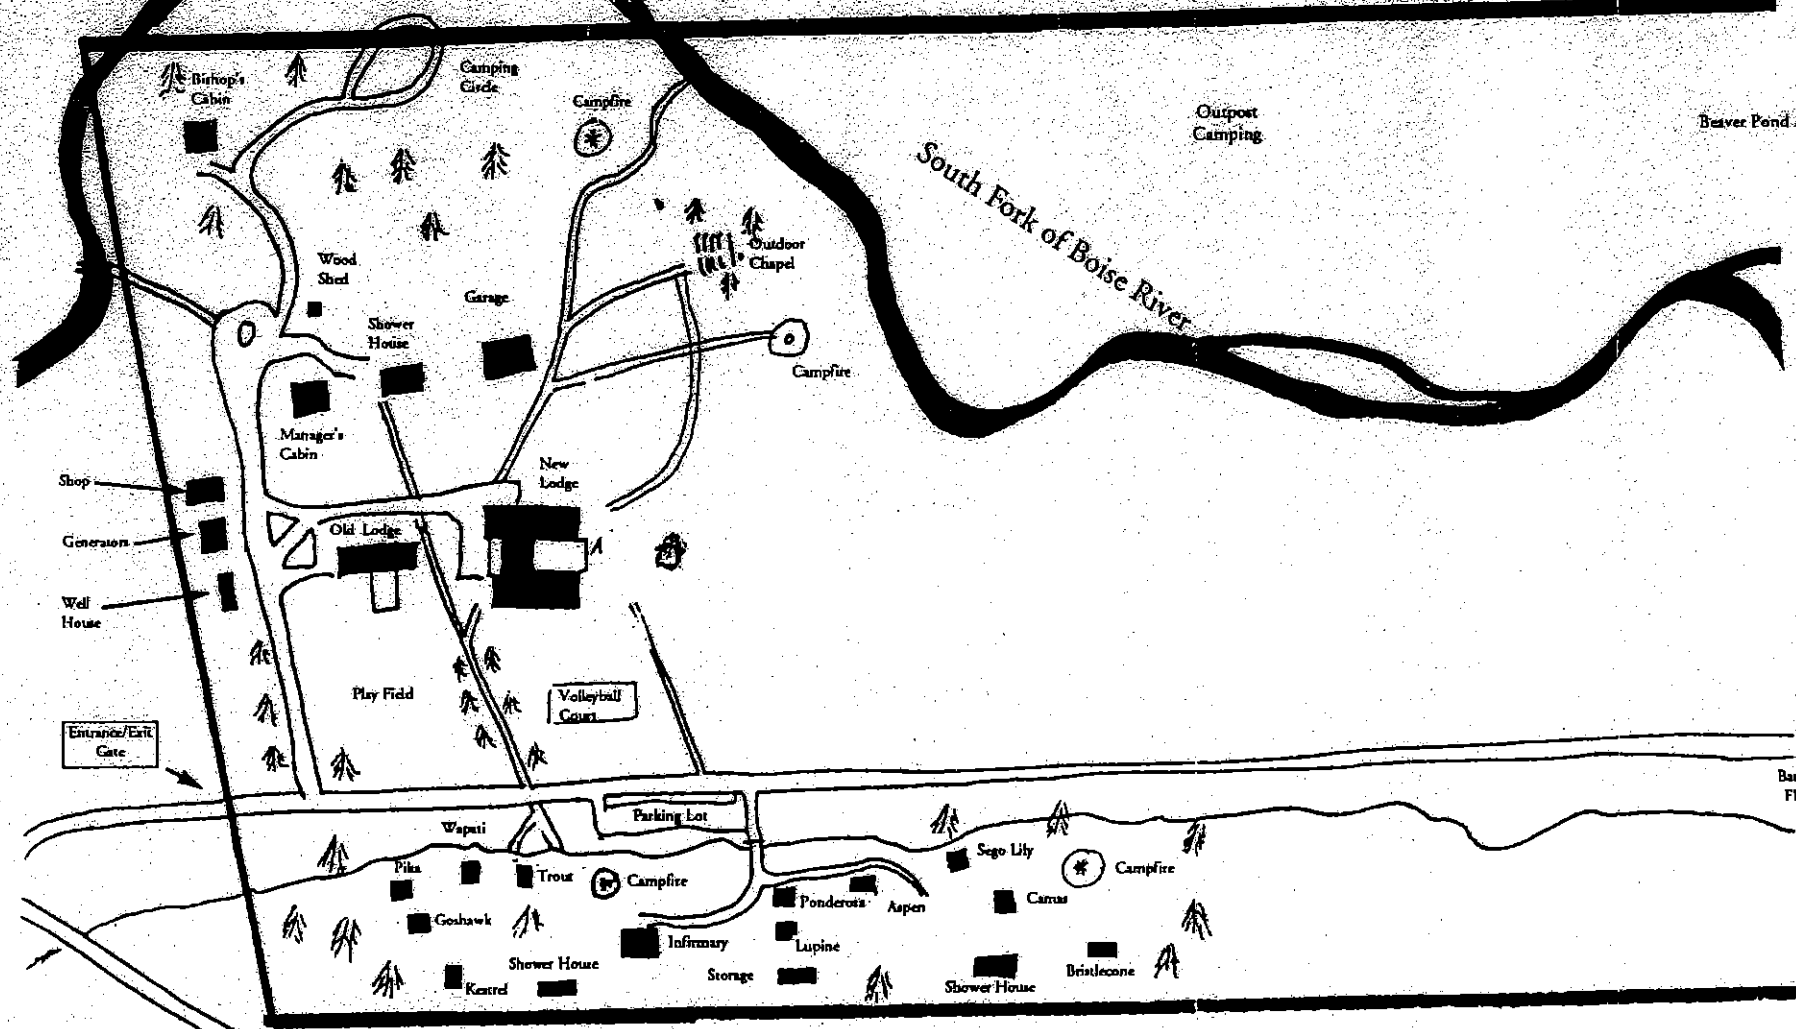 Bishop's
Cabin
Camping
Circle
Campfire
Outpost
Camping
Beaver Pond
South Fork of Boise River
Outdoor
Chapel
Wood
Shed
Garage
Shower
House
Campfire
Manager's
Cabin
New
Lodge
Shop
Old Lodge
Generators
Well
House
Play Field
Volleyball
Court
Entrance/Exit
Gate
Parking Lot
Wapati
Pika
Trout
Campfire
Sego Lily
Campfire
Ponderosa
Aspen
Camas
Goshawk
Infirmary
Lupine
Shower House
Storage
Bristlecone
Kestrel
Shower House